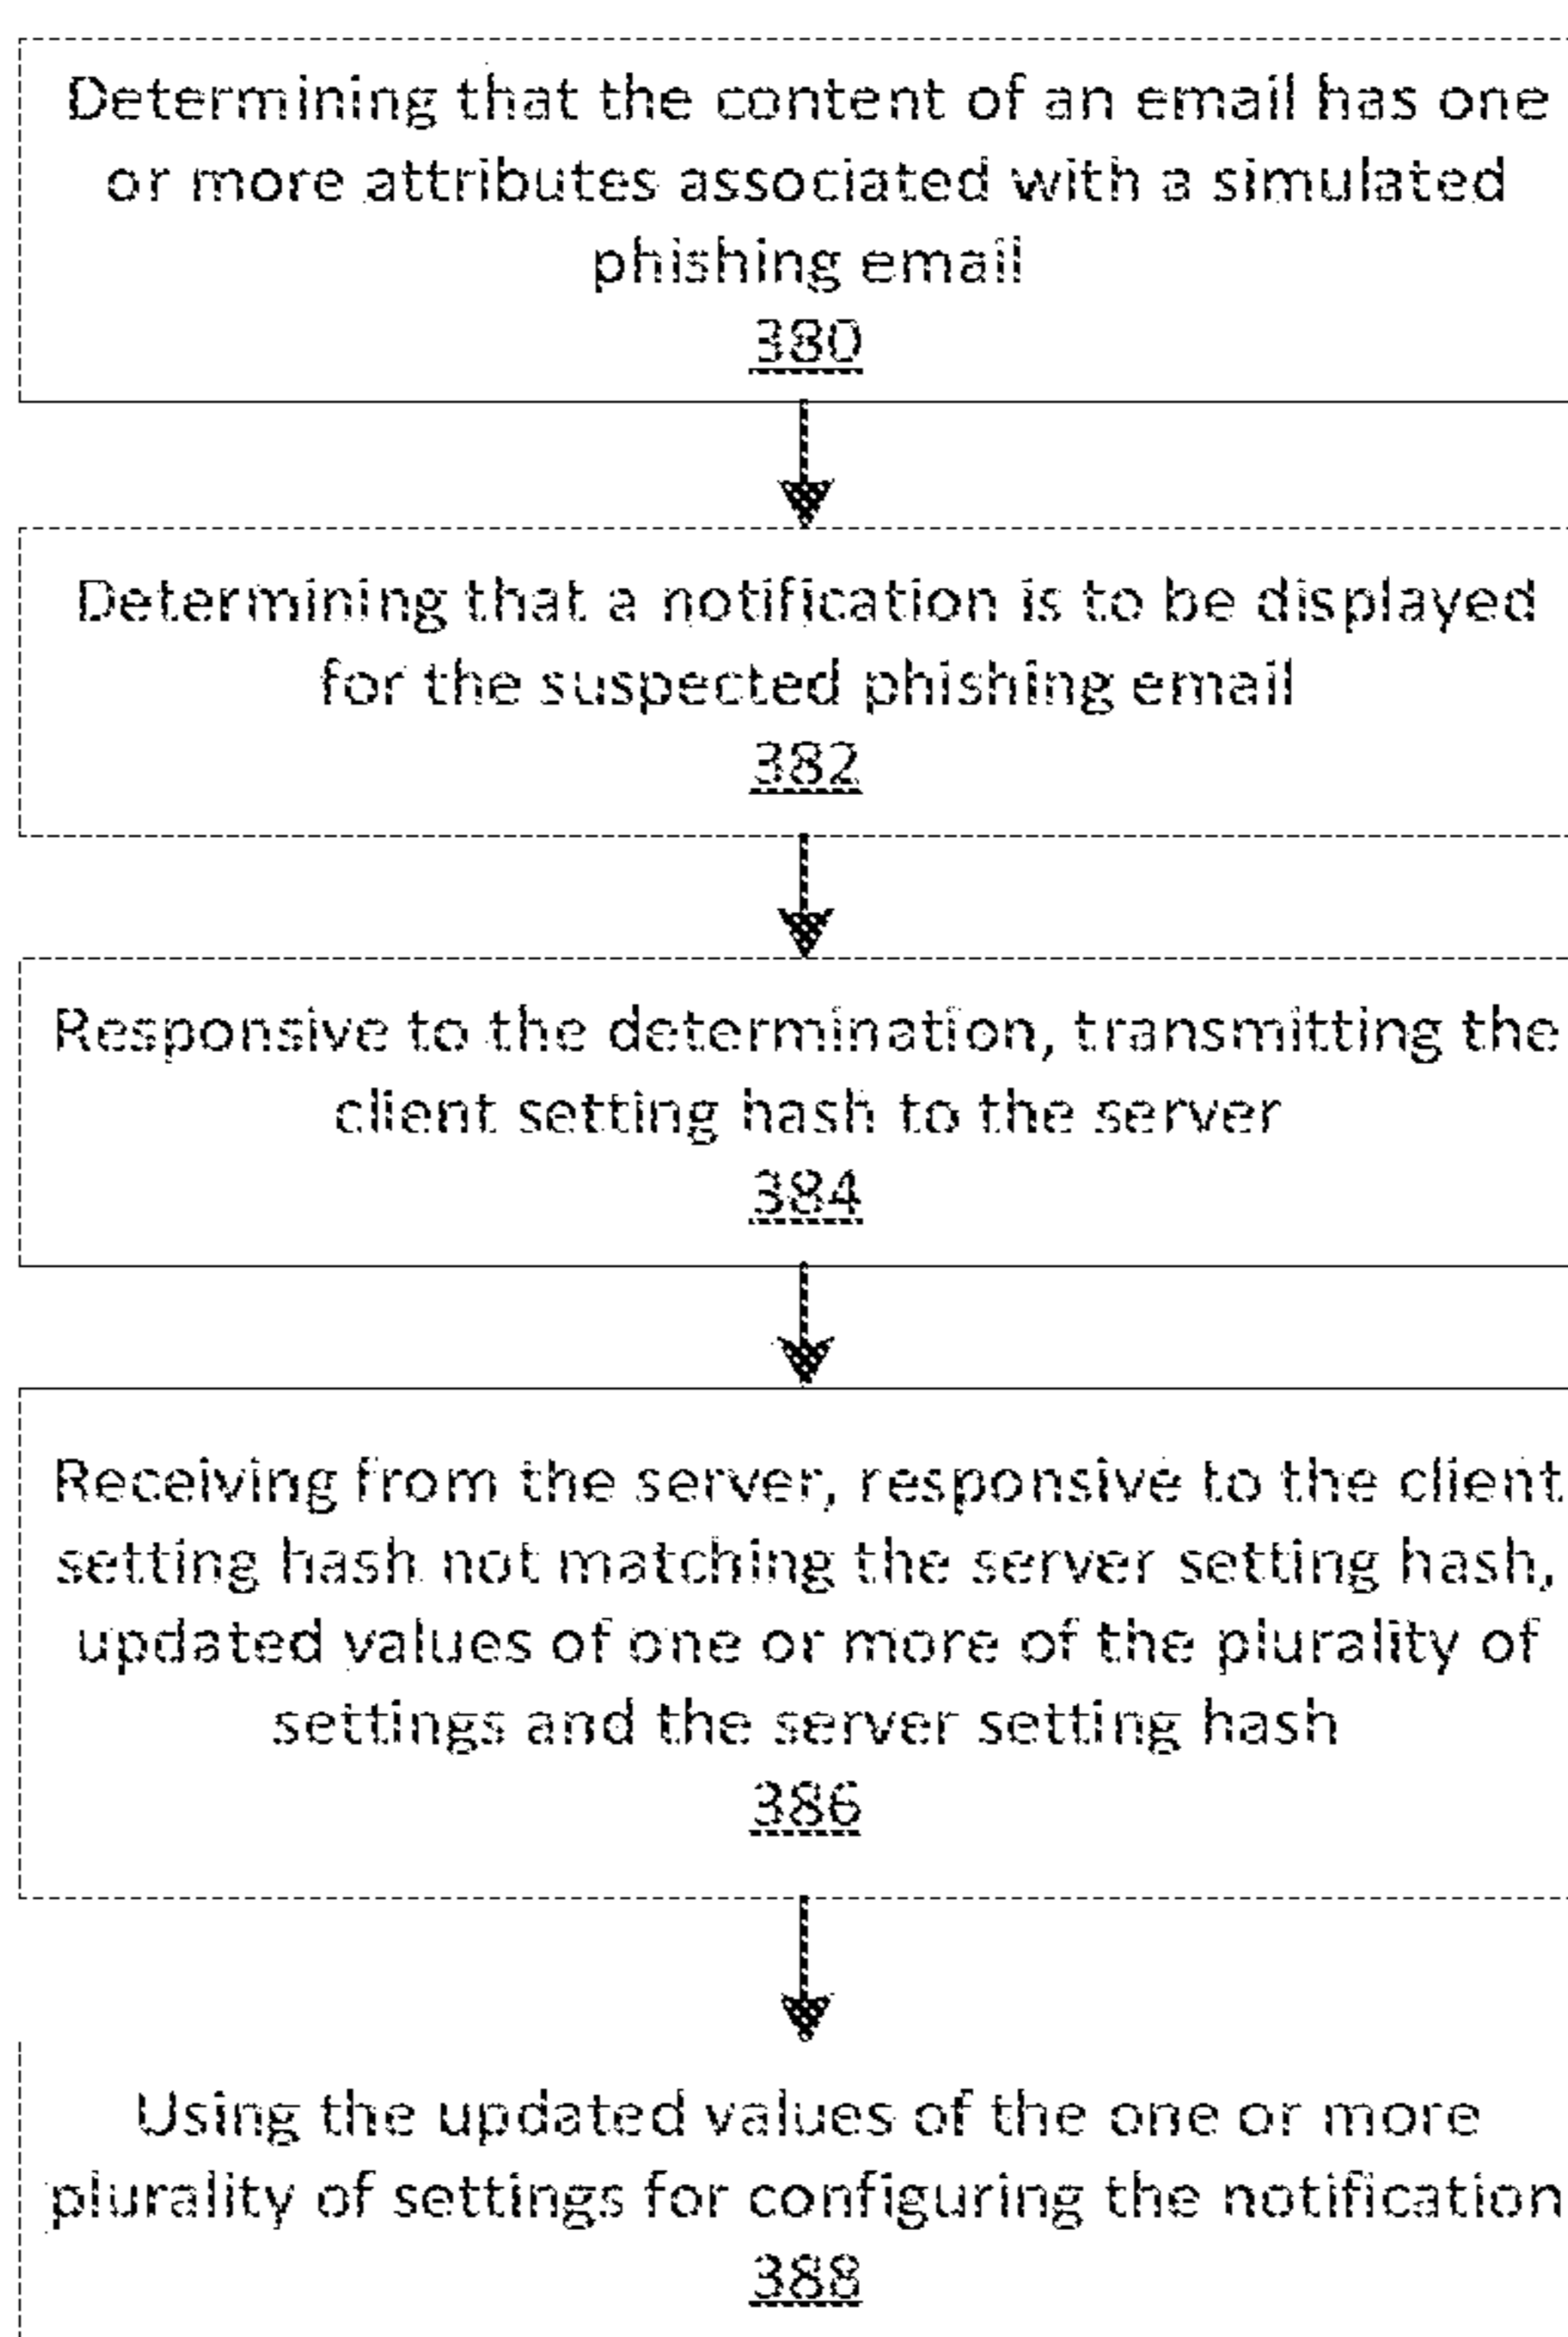 Determining that the content of an email has one
or more attributes associated with a simulated
phishing email
380
Determining that a notification is to be displayed
for the suspected phishing email
382
Responsive to the determination, transmitting the
client setting hash to the server
384
Receiving from the server, responsive to the client
setting hash not matching the server setting hash,
updated values of one or more of the plurality of
settings and the server setting hash
386
Using the updated values of the one or more
plurality of settings for configuring the notification
388